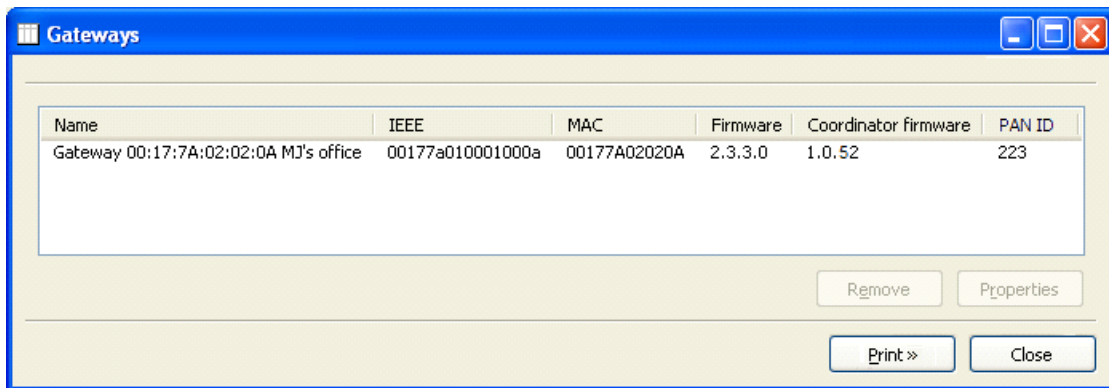 Gateways
Name IEEE MAC Firmware Coordinator firmware PAN ID
Gateway 00:17:7A:02:02:0A MJ's office 00177a010001000a 00177A02020A 2.3.3.0 1.0.52 223
Remove Properties
Print » Close